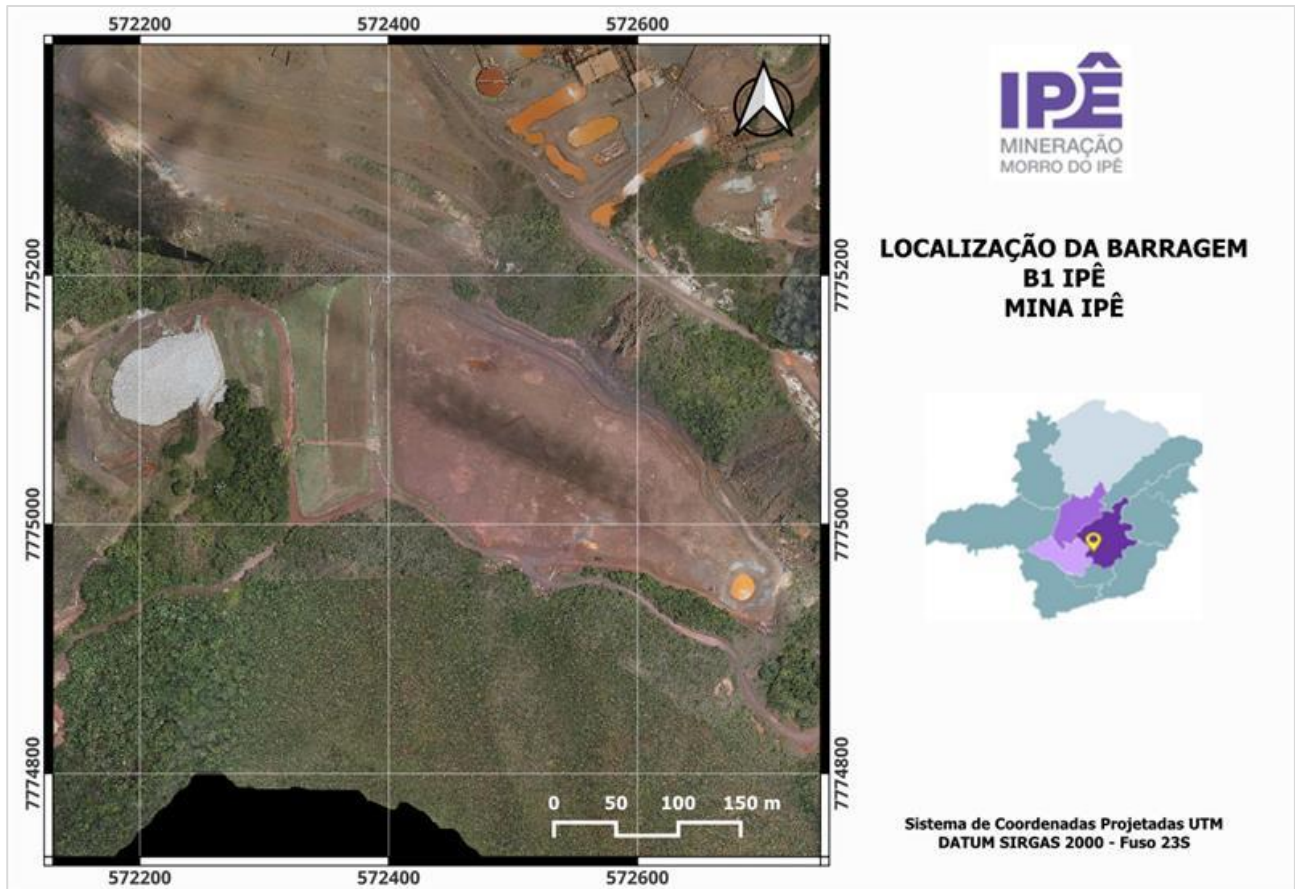 572200 572400 572600
7775200
7775000
7774800
572200 572400 572600
7775200
7775000
7774800
0 50 100 150 m
IPÊ
MINERAÇÃO
MORRO DO IPÊ
LOCALIZAÇÃO DA BARRAGEM
B1 IPÊ
MINA IPÊ
Sistema de Coordenadas Projetadas UTM
DATUM SIRGAS 2000 - Fuso 23S